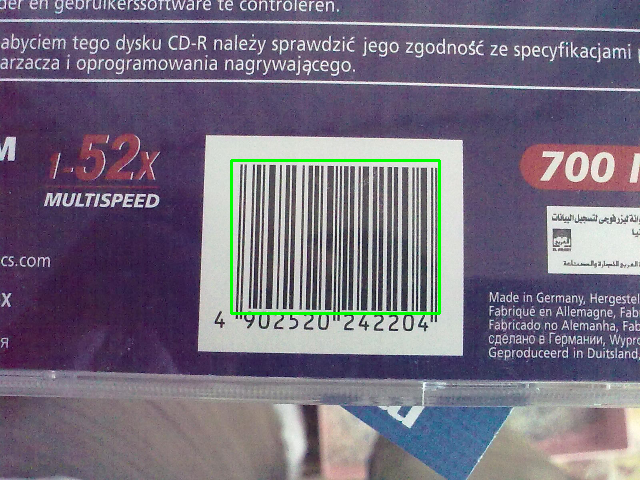 der en gebruikerssoftware te controleren.
abyciem tego dysku CD-R należy sprawdzić jego zgodność ze specyfikacjami
arzacza i oprogramowania nagrywającego.
M
1-52x
MULTISPEED
700
cs.com
4 902520 242204
Made in Germany, Hergestel
Fabriqué en Allemagne, Fab
Fabricado no Alemanha, Fab
сделано в Германии, Wypro
Geproduceerd in Duitsland,